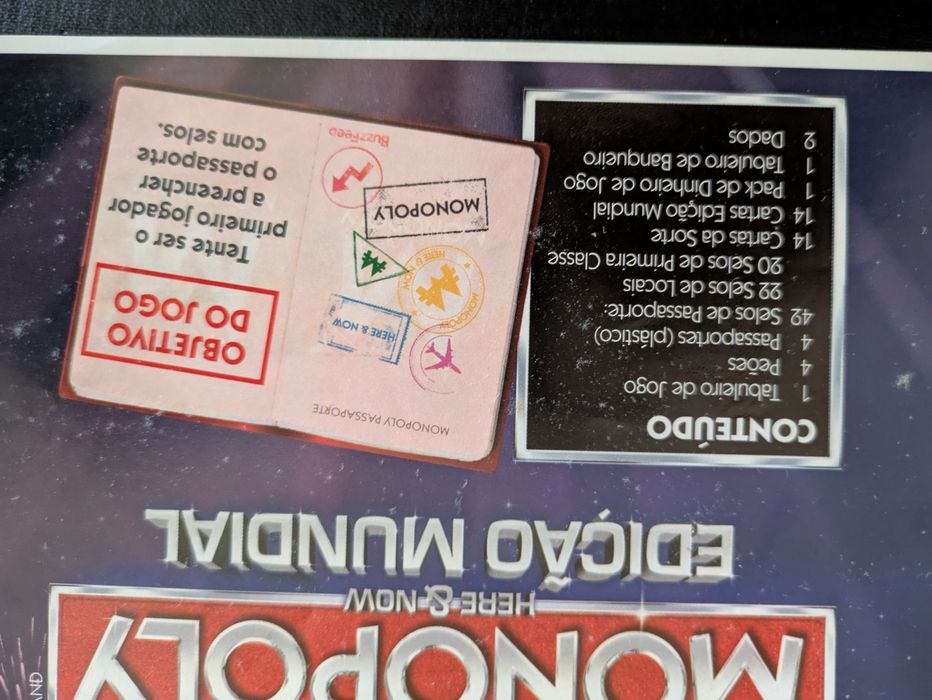 MONOPOLY
HERE & NOW
EDIÇÃO MUNDIAL
CONTEÚDO
1 Tabuleiro de Jogo
4 Peões
4 Passaportes (plástico)
42 Selos de Passaporte:
22 Selos de Locais
20 Selos de Primeira Classe
14 Cartas da Sorte
14 Cartas Edição Mundial
1 Pack de Dinheiro de Jogo
1 Tabuleiro de Banqueiro
2 Dados
MONOPOLY PASSAPORTE
HERE & NOW
HERE & NOW
MONOPOLY
MONOPOLY
BuzzFeed
OBJETIVO
DO JOGO
Tente ser o
primeiro jogador
a preencher
o passaporte
com selos.